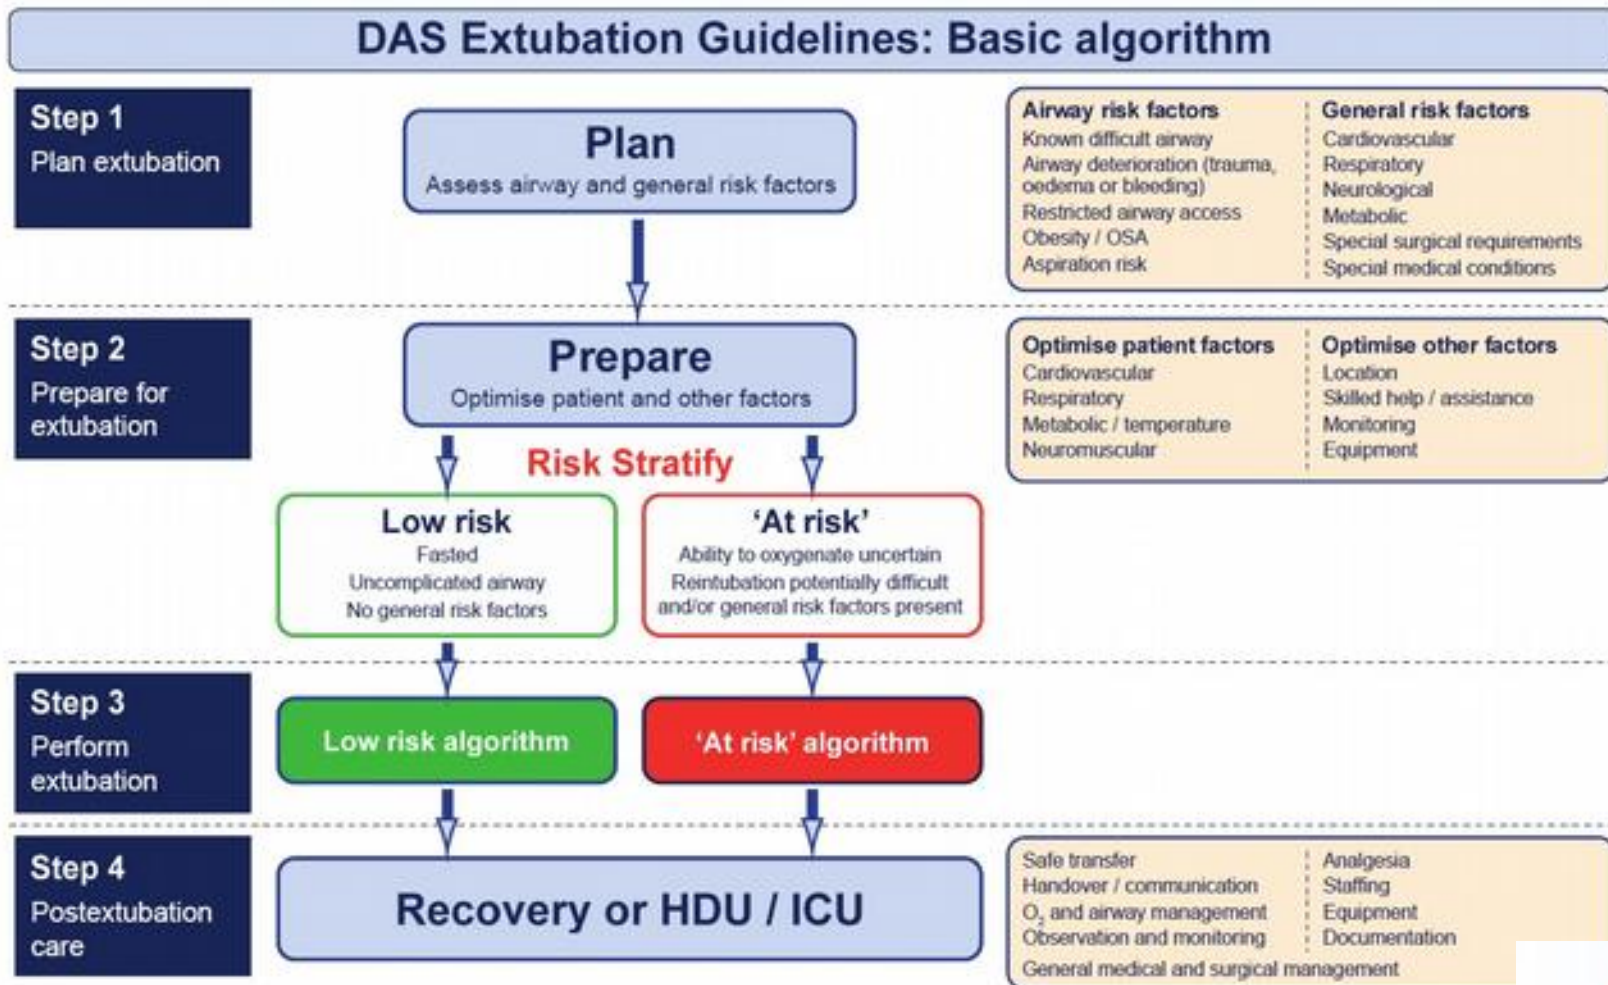 DAS Extubation Guidelines: Basic algorithm
Step 1
Plan extubation
Plan
Assess airway and general risk factors
Airway risk factors
Known difficult airway
Airway deterioration (trauma,
oedema or bleeding)
Restricted airway access
Obesity / OSA
Aspiration risk
General risk factors
Cardiovascular
Respiratory
Neurological
Metabolic
Special surgical requirements
Special medical conditions
Step 2
Prepare for
extubation
Prepare
Optimise patient and other factors
Optimise patient factors
Cardiovascular
Respiratory
Metabolic / temperature
Neuromuscular
Optimise other factors
Location
Skilled help / assistance
Monitoring
Equipment
Risk Stratify
Low risk
Fasted
Uncomplicated airway
No general risk factors
‘At risk’
Ability to oxygenate uncertain
Reintubation potentially difficult
and/or general risk factors present
Step 3
Perform
extubation
Low risk algorithm
‘At risk’ algorithm
Step 4
Postextubation
care
Recovery or HDU / ICU
Safe transfer
Handover / communication
O₂ and airway management
Observation and monitoring
Analgesia
Staffing
Equipment
Documentation
General medical and surgical management